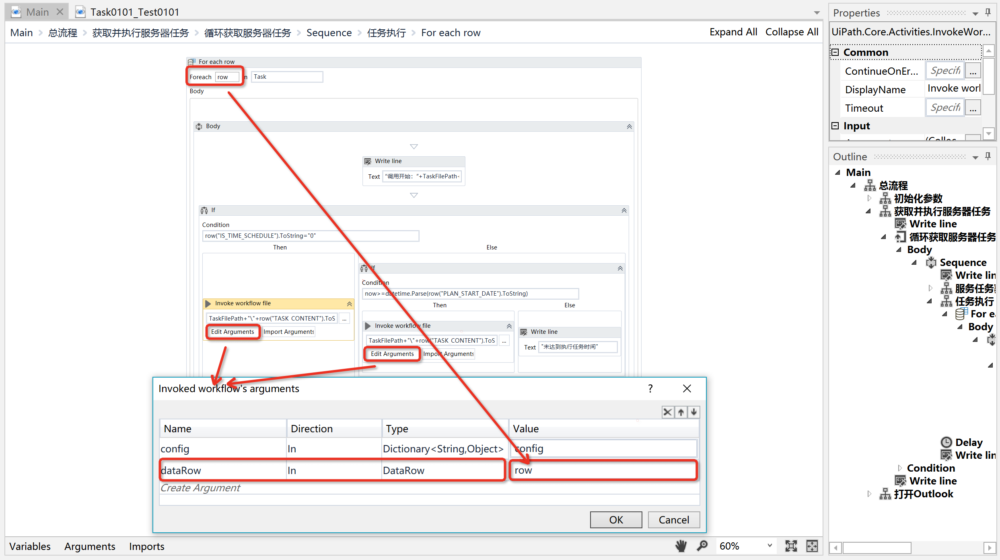 Main
Task0101_Test0101
Main > 总流程 > 获取并执行服务器任务 > 循环获取服务器任务 > Sequence > 任务执行 > For each row
Expand All Collapse All
For each row
Foreach row in Task
Body
Body
Write line
Text "调用开始："+TaskFilePath+
If
Condition
row("IS_TIME_SCHEDULE").ToString="0"
Then Else
If
Condition
now>=datetime.Parse(row("PLAN_START_DATE").ToString)
Then Else
Invoke workflow file
TaskFilePath+"\"+row("TASK_CONTENT").ToS ...
Edit Arguments Import Arguments
Invoke workflow file
TaskFilePath+"\"+row("TASK_CONTENT").ToS ...
Edit Arguments Import Arguments
Write line
Text "未达到执行任务时间"
Invoked workflow's arguments ?
Name Direction Type Value
config In Dictionary<String,Object> config
dataRow In DataRow row
Create Argument
OK Cancel
Variables Arguments Imports
60%
Properties
UiPath.Core.Activities.InvokeWor...
Common
ContinueOnEr... Specifi ...
DisplayName Invoke worl
Timeout Specifi ...
Input
Outline
Main
总流程
初始化参数
获取并执行服务器任务
Write line
循环获取服务器任务
Body
Sequence
Write lin
服务任务
任务执行
For ea
Body
Delay
Write lin
Condition
Write line
打开Outlook